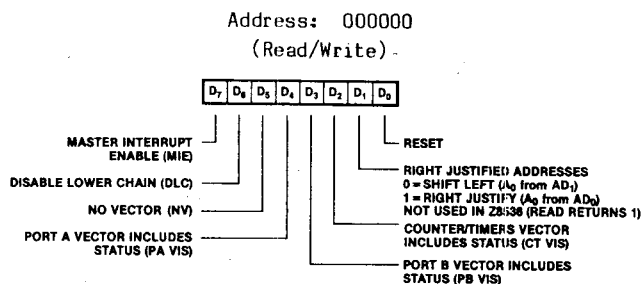 Address: 000000
(Read/Write)
D7 D6 D5 D4 D3 D2 D1 D0
MASTER INTERRUPT
ENABLE (MIE)
DISABLE LOWER CHAIN (DLC)
NO VECTOR (NV)
PORT A VECTOR INCLUDES
STATUS (PA VIS)
RESET
RIGHT JUSTIFIED ADDRESSES
0 = SHIFT LEFT (A0 from AD1)
1 = RIGHT JUSTIFY (A0 from AD0)
NOT USED IN Z8536 (READ RETURNS 1)
COUNTER/TIMERS VECTOR
INCLUDES STATUS (CT VIS)
PORT B VECTOR INCLUDES
STATUS (PB VIS)